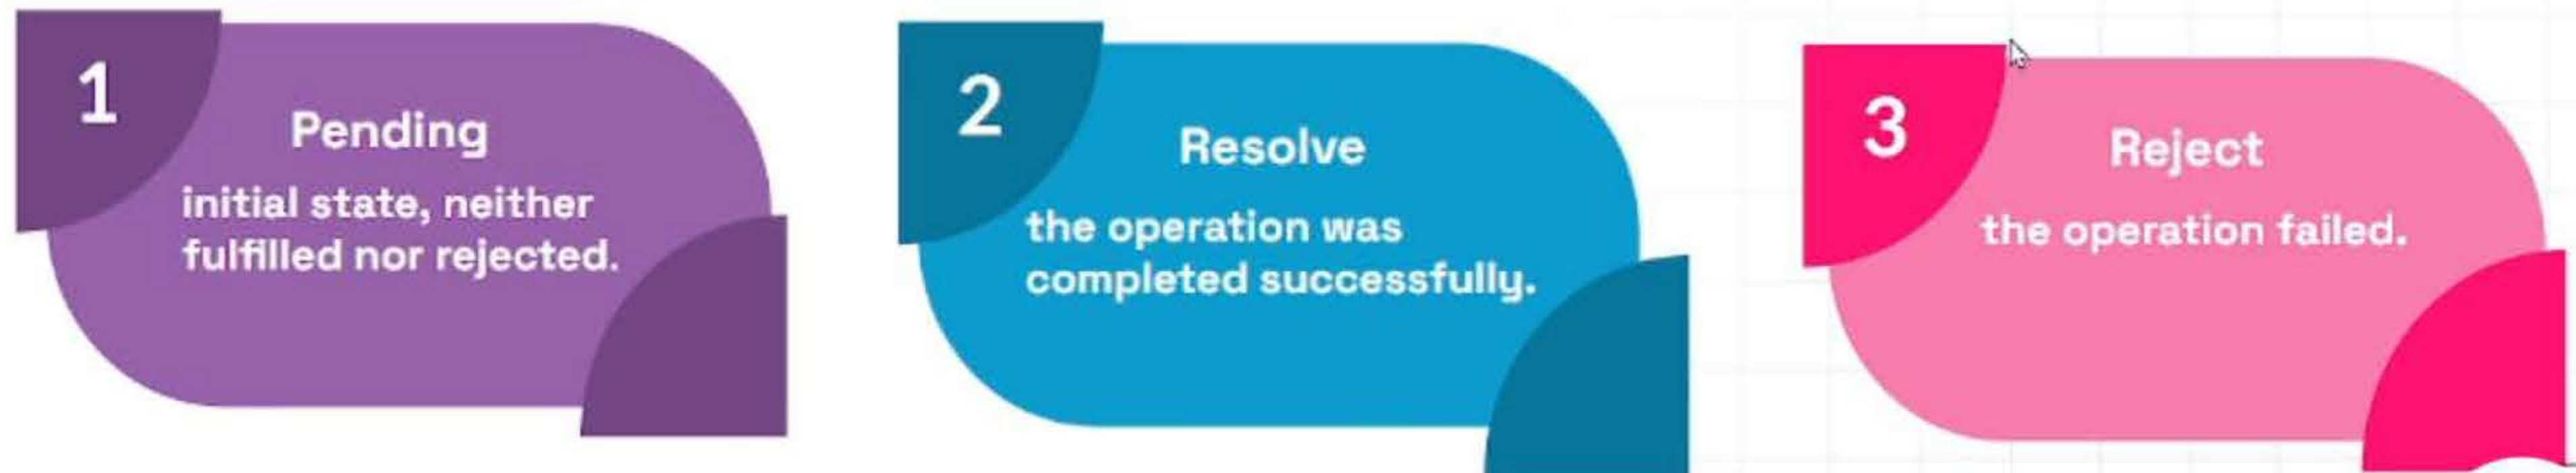 1
Pending
initial state, neither
fulfilled nor rejected.
2
Resolve
the operation was
completed successfully.
3
Reject
the operation failed.